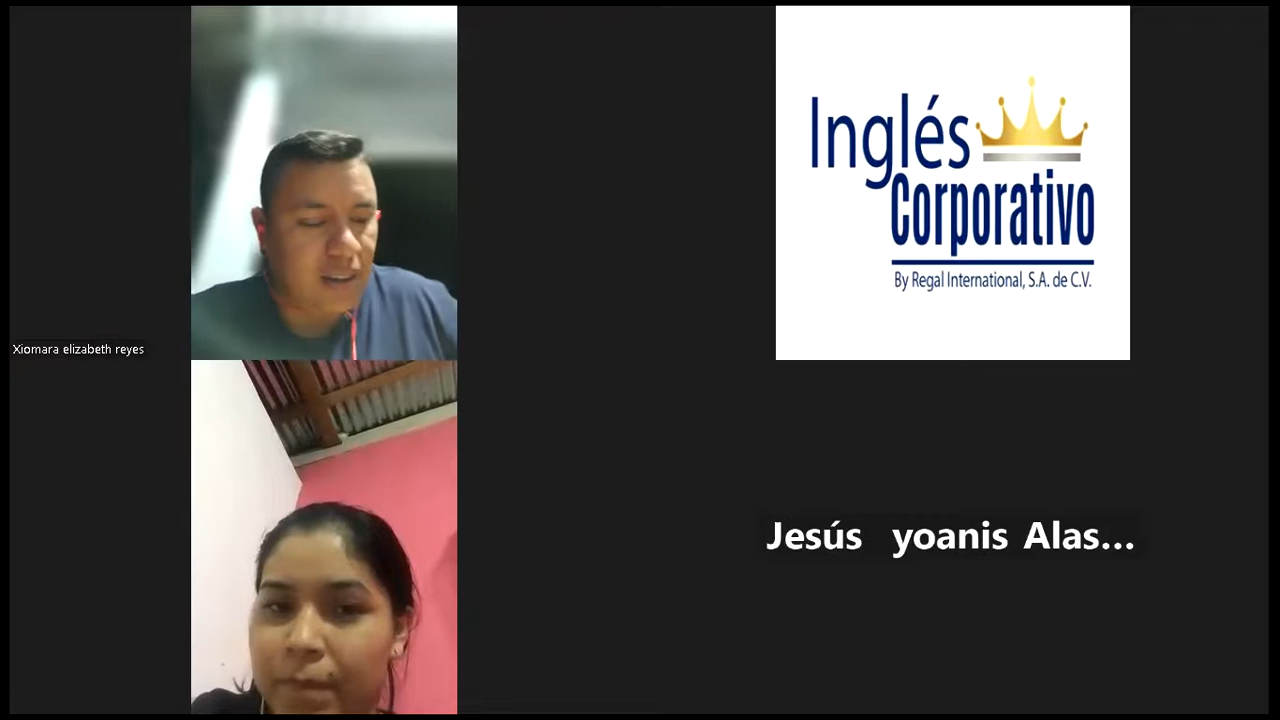 Inglés
Corporativo
By Regal International, S.A. de C.V.
Xiomara elizabeth reyes
Jesús yoanis Alas...